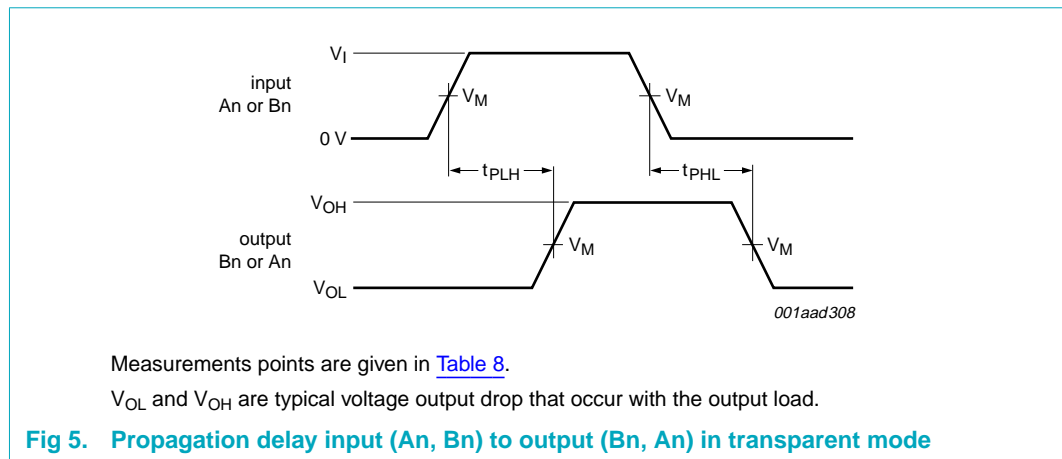 VI
input
An or Bn
VM
VM
0 V
tPLH
tPHL
VOH
output
Bn or An
VM
VM
VOL
001aad308
Measurements points are given in Table 8.
VOL and VOH are typical voltage output drop that occur with the output load.
Fig 5. Propagation delay input (An, Bn) to output (Bn, An) in transparent mode